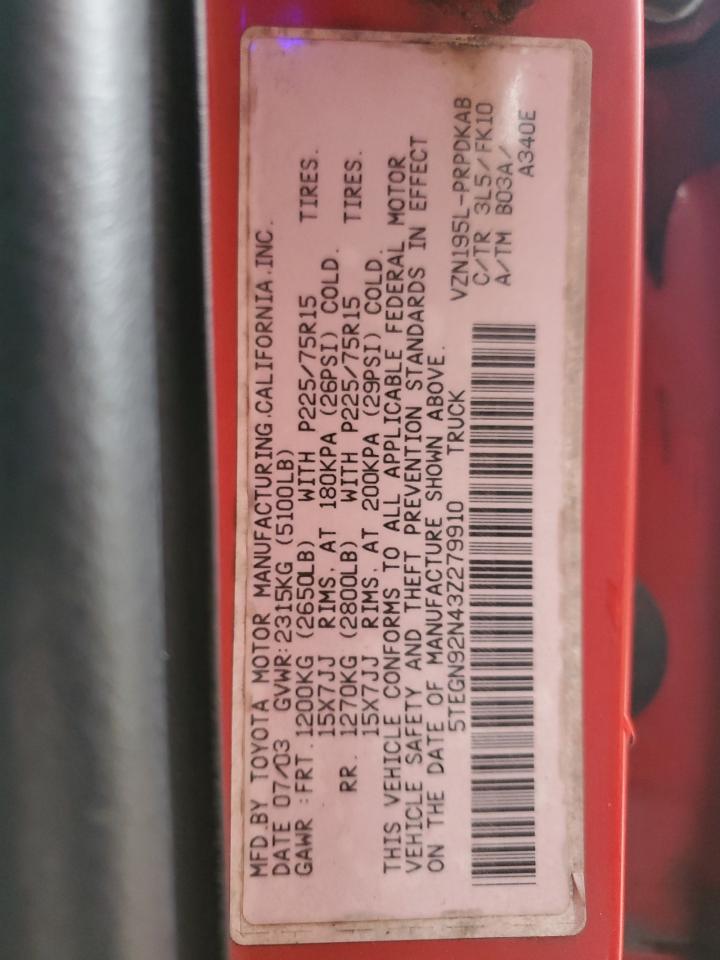 MFD.BY TOYOTA MOTOR MANUFACTURING.CALIFORNIA.INC.
DATE 07/03 GVWR:2315KG (5100LB)
GAWR :FRT.1200KG (2650LB) WITH P225/75R15 TIRES.
15X7JJ RIMS. AT 180KPA (26PSI) COLD.
RR. 1270KG (2800LB) WITH P225/75R15 TIRES.
15X7JJ RIMS. AT 200KPA (29PSI) COLD.
THIS VEHICLE CONFORMS TO ALL APPLICABLE FEDERAL MOTOR
VEHICLE SAFETY AND THEFT PREVENTION STANDARDS IN EFFECT
ON THE DATE OF MANUFACTURE SHOWN ABOVE.
5TEGN92N43Z279910 TRUCK
VZN195L-PRPDKAB
C/TR 3L5/FK10
A/TM B03A/
A340E